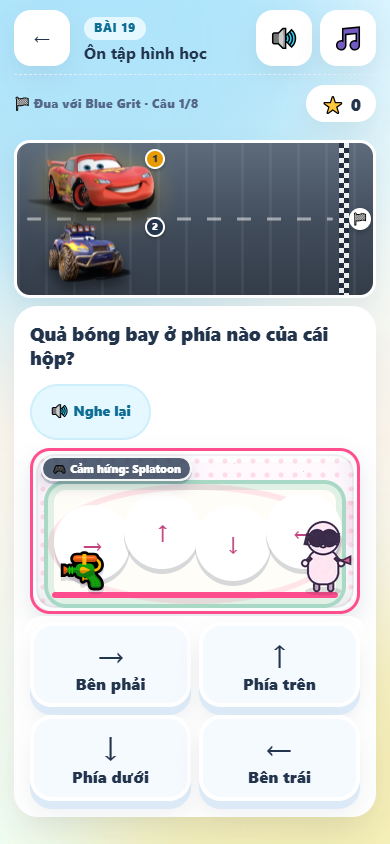 ←
BÀI 19
Ôn tập hình học
Đua với Blue Grit · Câu 1/8
0
1
2
Quả bóng bay ở phía nào của cái
hộp?
Nghe lại
Cảm hứng: Splatoon
→ ↑ ↓ ←
→
Bên phải
↑
Phía trên
↓
Phía dưới
←
Bên trái